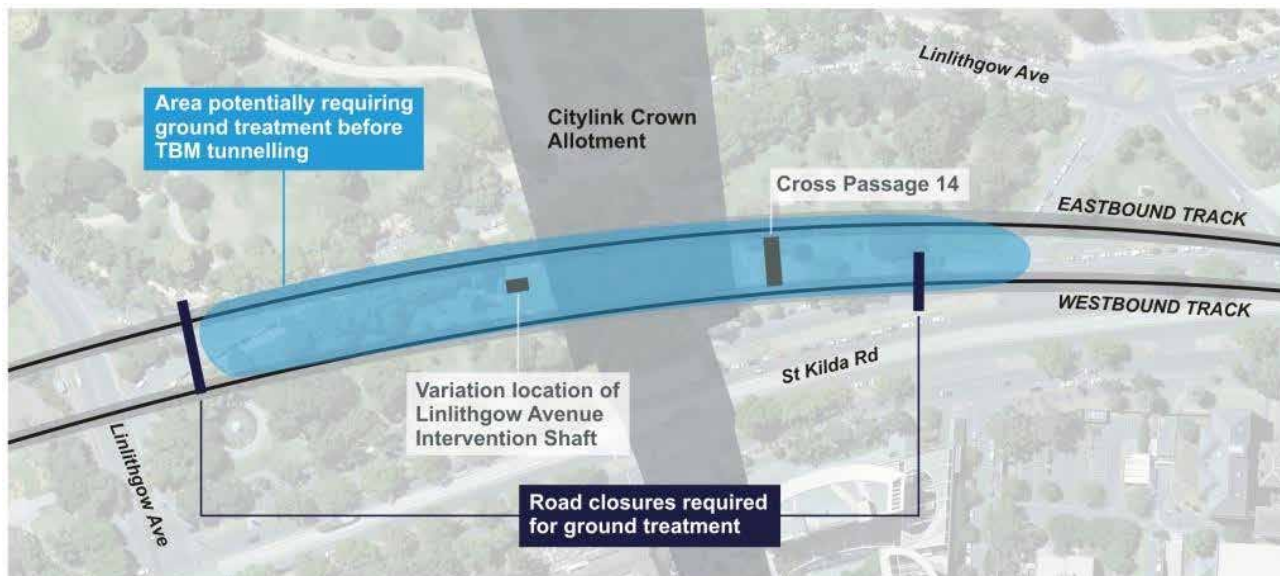 Linlithgow Ave
Area potentially requiring
ground treatment before
TBM tunnelling
Citylink Crown
Allotment
Cross Passage 14
EASTBOUND TRACK
WESTBOUND TRACK
St Kilda Rd
Variation location of
Linlithgow Avenue
Intervention Shaft
Linlithgow Ave
Road closures required
for ground treatment